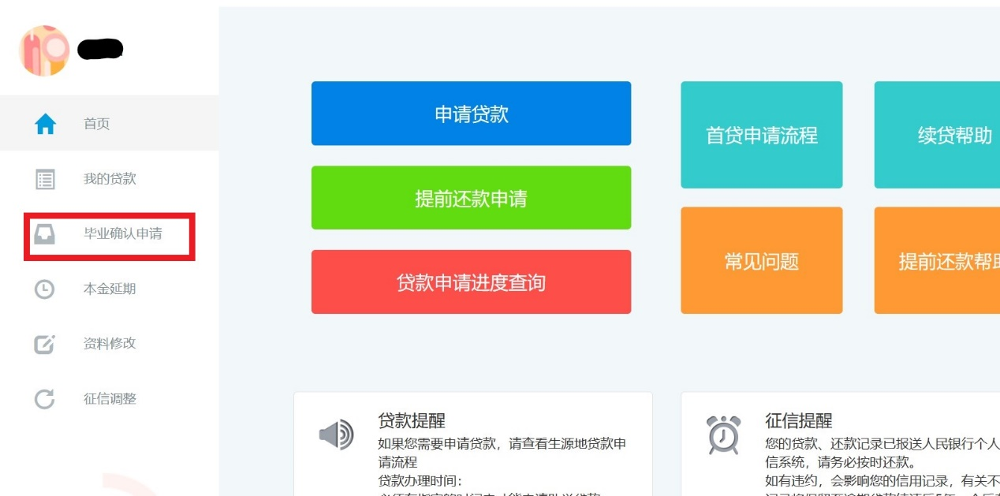 首页
我的贷款
毕业确认申请
本金延期
资料修改
征信调整
申请贷款
提前还款申请
贷款申请进度查询
首贷申请流程
续贷帮助
常见问题
提前还款帮助
贷款提醒
如果您需要申请贷款，请查看生源地贷款申
请流程
贷款办理时间：
征信提醒
您的贷款、还款记录已报送人民银行个人
信系统，请务必按时还款。
如有违约，会影响您的信用记录，有关不